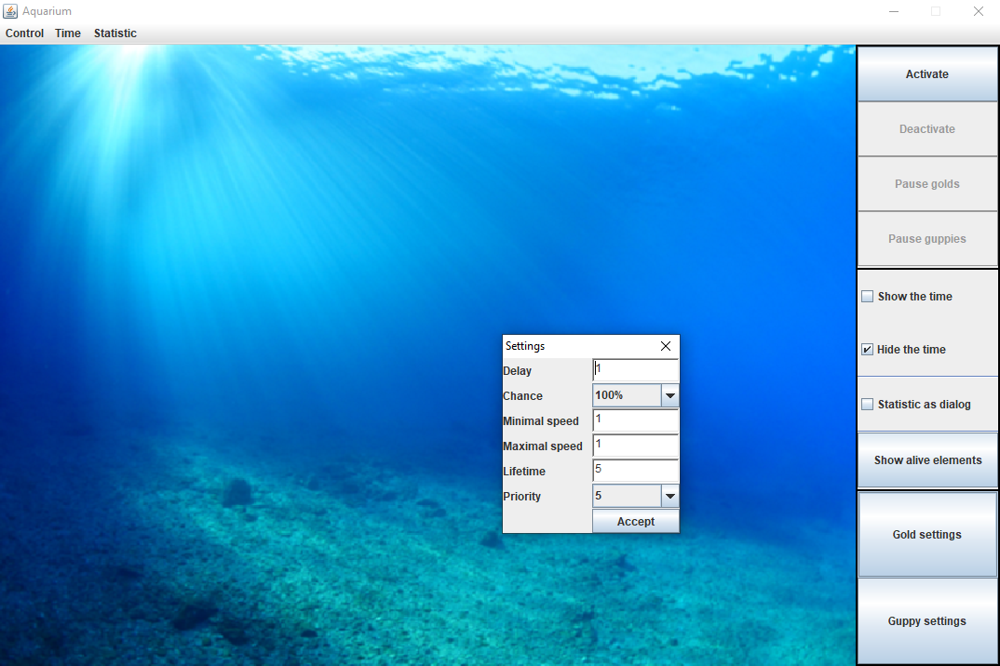 Aquarium
Control Time Statistic
Activate
Deactivate
Pause golds
Pause guppies
Show the time
Hide the time
Statistic as dialog
Show alive elements
Gold settings
Guppy settings
Settings
Delay 1
Chance 100%
Minimal speed 1
Maximal speed 1
Lifetime 5
Priority 5
Accept